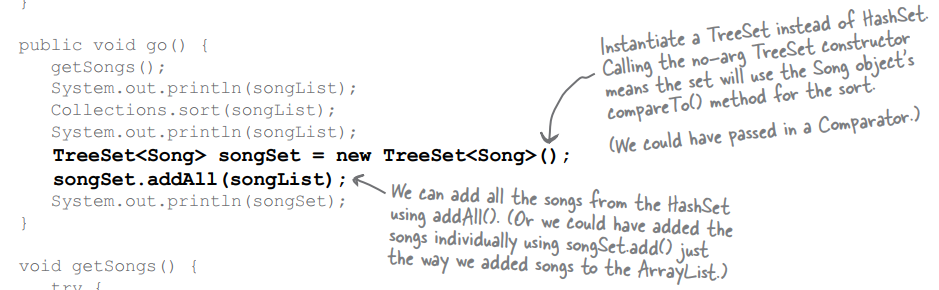 }
public void go() {
getSongs();
System.out.println(songList);
Collections.sort(songList);
System.out.println(songList);
TreeSet<Song> songSet = new TreeSet<Song>();
songSet.addAll(songList);
System.out.println(songSet);
}
void getSongs() {
try {
Instantiate a TreeSet instead of HashSet.
Calling the no-arg TreeSet constructor
means the set will use the Song object's
compareTo() method for the sort.
(We could have passed in a Comparator.)
We can add all the songs from the HashSet
using addAll(). (Or we could have added the
songs individually using songSet.add() just
the way we added songs to the ArrayList.)